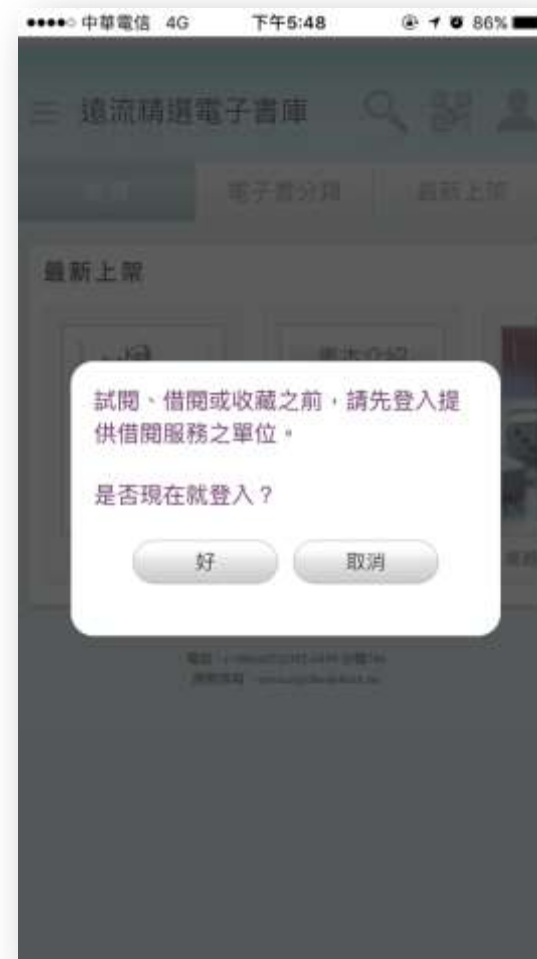 中華電信 4G 下午5:48 86%
遠流精選電子書庫
電子書分類 最新上架
最新上架
試閱、借閱或收藏之前，請先登入提
供借閱服務之單位。
是否現在就登入？
好 取消